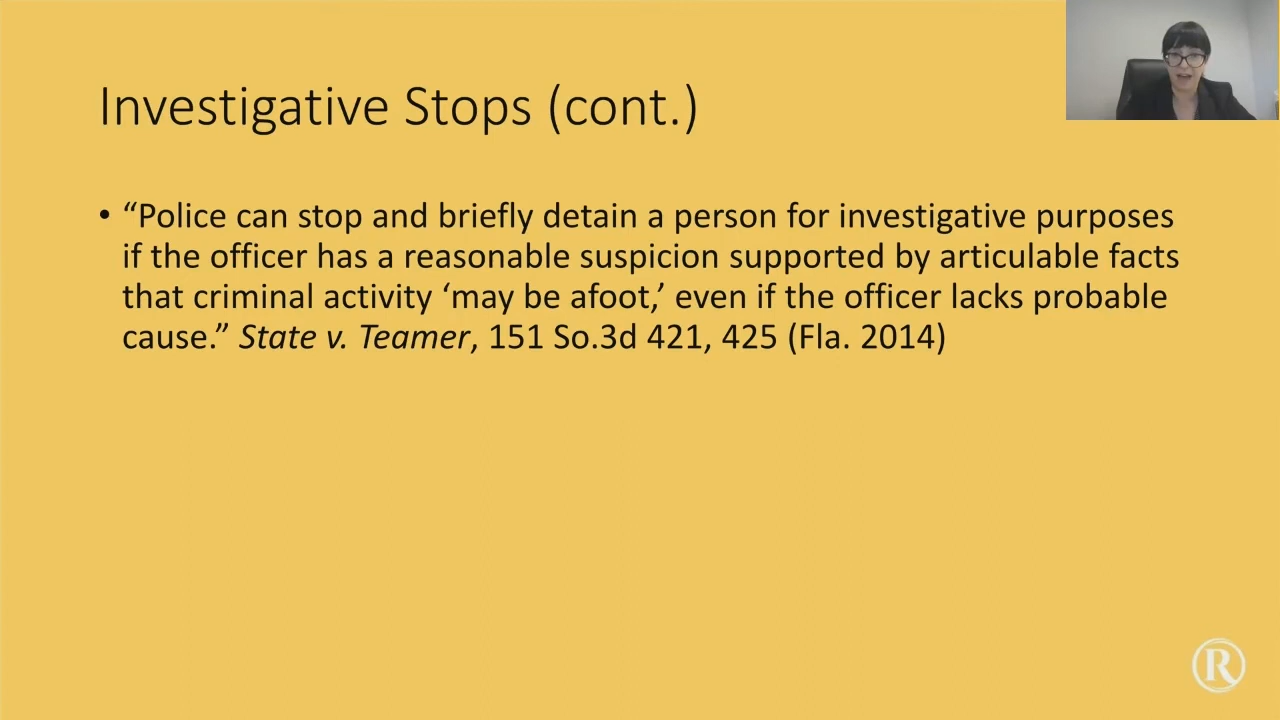 Investigative Stops (cont.)
• “Police can stop and briefly detain a person for investigative purposes
if the officer has a reasonable suspicion supported by articulable facts
that criminal activity ‘may be afoot,’ even if the officer lacks probable
cause.” State v. Teamer, 151 So.3d 421, 425 (Fla. 2014)
R